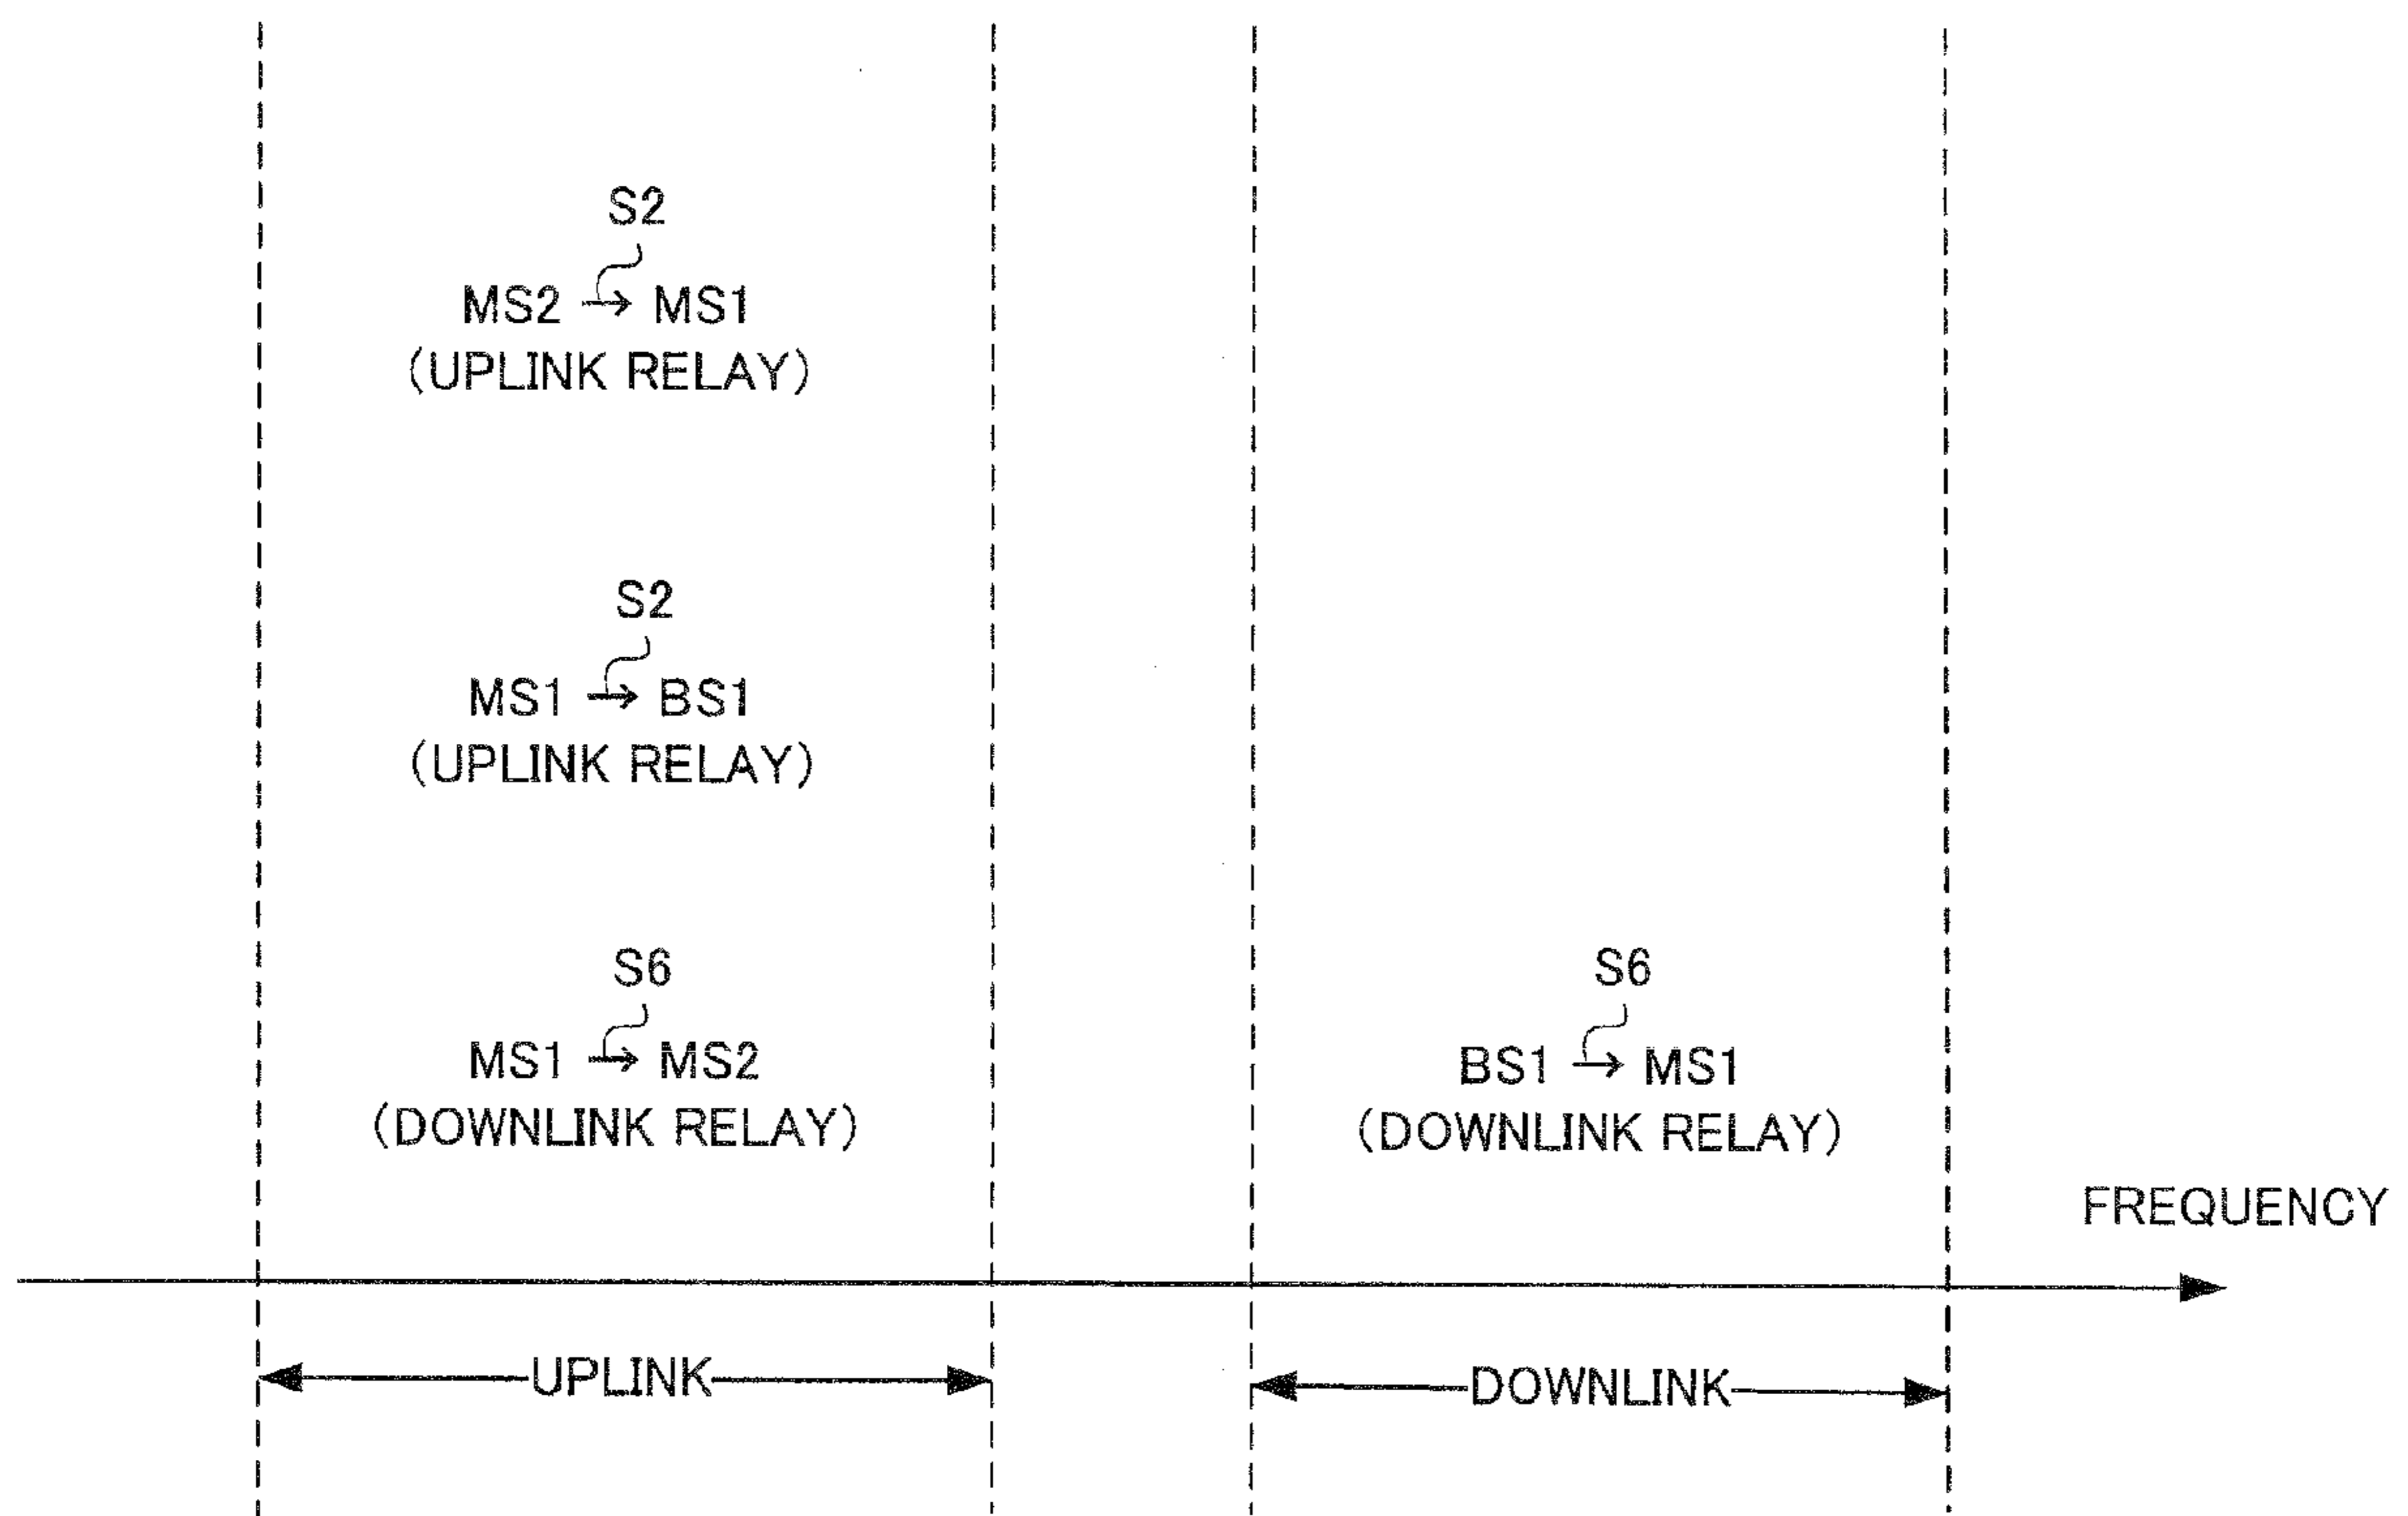 S2
MS2 → MS1
(UPLINK RELAY)
S2
MS1 → BS1
(UPLINK RELAY)
S6
MS1 → MS2
(DOWNLINK RELAY)
S6
BS1 → MS1
(DOWNLINK RELAY)
FREQUENCY
UPLINK
DOWNLINK